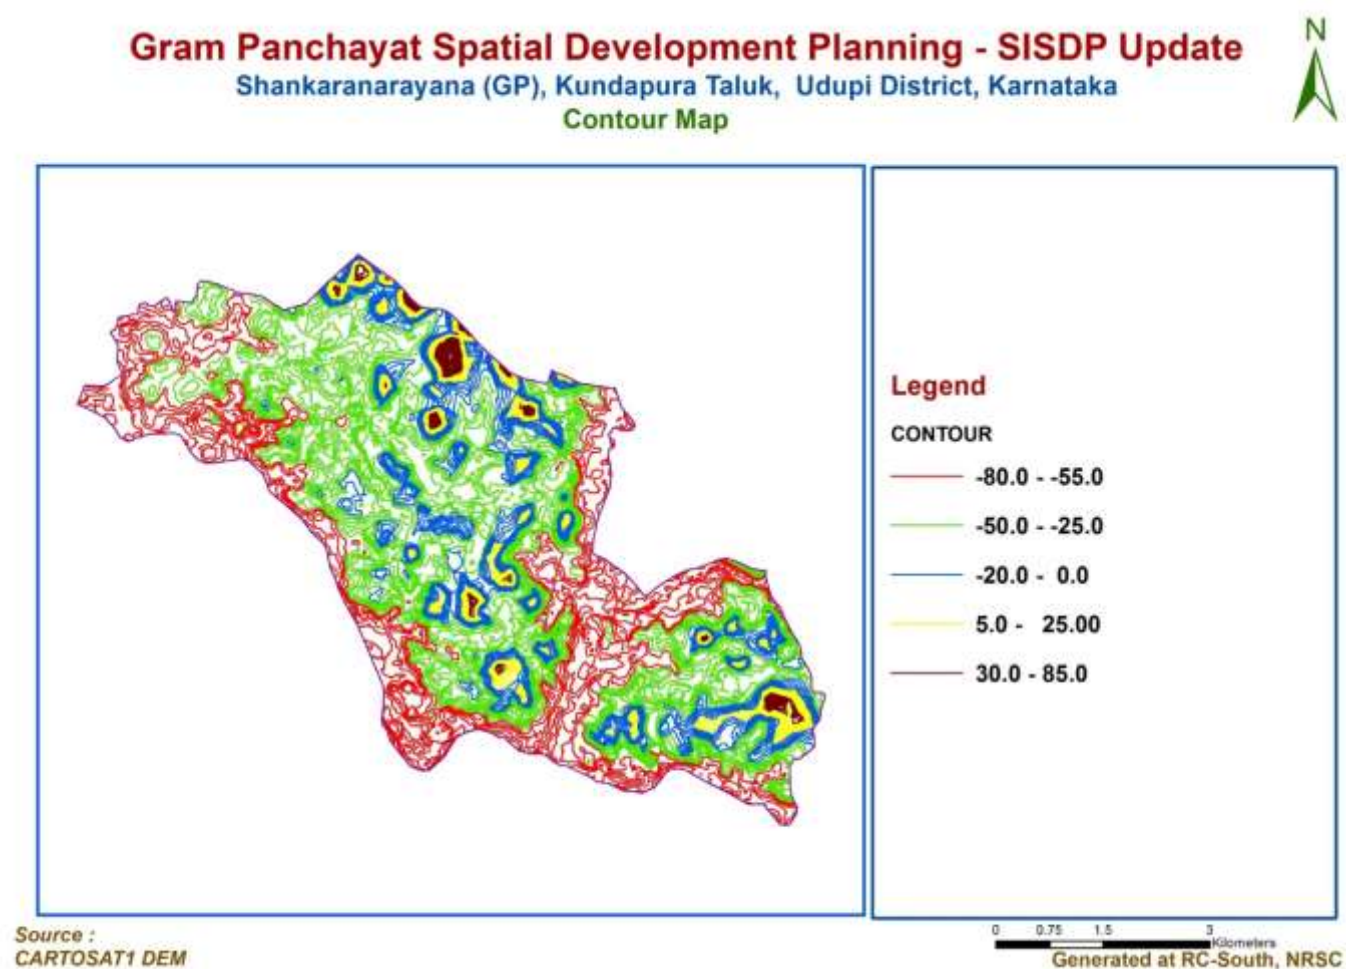 N
Gram Panchayat Spatial Development Planning - SISDP Update
Shankaranarayana (GP), Kundapura Taluk, Udupi District, Karnataka
Contour Map
Legend
CONTOUR
-80.0 - -55.0
-50.0 - -25.0
-20.0 - 0.0
5.0 - 25.00
30.0 - 85.0
Source :
CARTOSAT1 DEM
0 0.75 1.5 3
Kilometers
Generated at RC-South, NRSC